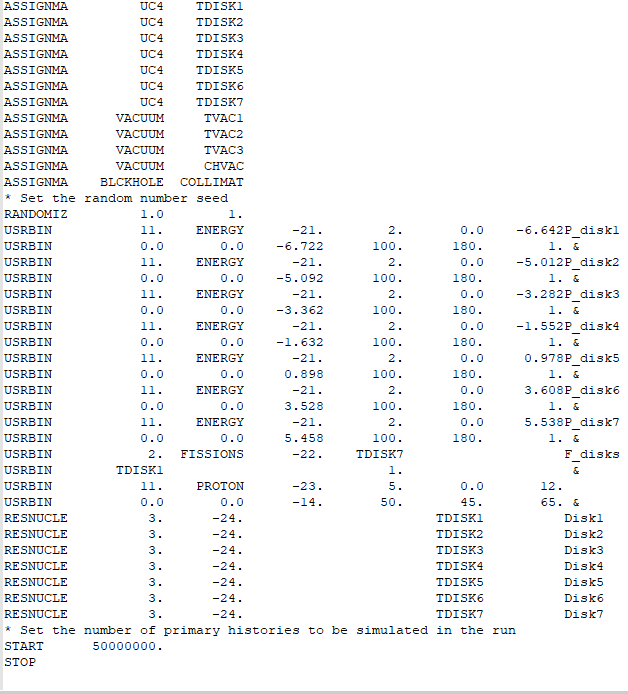 ASSIGNMA         UC4    TDISK1
ASSIGNMA         UC4    TDISK2
ASSIGNMA         UC4    TDISK3
ASSIGNMA         UC4    TDISK4
ASSIGNMA         UC4    TDISK5
ASSIGNMA         UC4    TDISK6
ASSIGNMA         UC4    TDISK7
ASSIGNMA      VACUUM     TVAC1
ASSIGNMA      VACUUM     TVAC2
ASSIGNMA      VACUUM     TVAC3
ASSIGNMA      VACUUM     CHVAC
ASSIGNMA    BLCKHOLE  COLLIMAT
* Set the random number seed
RANDOMIZ         1.0        1.
USRBIN           11.    ENERGY      -21.        2.       0.0    -6.642P_disk1
USRBIN           0.0       0.0    -6.722      100.      180.        1. &
USRBIN           11.    ENERGY      -21.        2.       0.0    -5.012P_disk2
USRBIN           0.0       0.0    -5.092      100.      180.        1. &
USRBIN           11.    ENERGY      -21.        2.       0.0    -3.282P_disk3
USRBIN           0.0       0.0    -3.362      100.      180.        1. &
USRBIN           11.    ENERGY      -21.        2.       0.0    -1.552P_disk4
USRBIN           0.0       0.0    -1.632      100.      180.        1. &
USRBIN           11.    ENERGY      -21.        2.       0.0     0.978P_disk5
USRBIN           0.0       0.0     0.898      100.      180.        1. &
USRBIN           11.    ENERGY      -21.        2.       0.0     3.608P_disk6
USRBIN           0.0       0.0     3.528      100.      180.        1. &
USRBIN           11.    ENERGY      -21.        2.       0.0     5.538P_disk7
USRBIN           0.0       0.0     5.458      100.      180.        1. &
USRBIN            2.  FISSIONS      -22.    TDISK7                    F_disks
USRBIN        TDISK1                            1.                     &
USRBIN           11.    PROTON      -23.        5.       0.0       12.
USRBIN           0.0       0.0      -14.       50.       45.       65. &
RESNUCLE          3.      -24.                        TDISK1          Disk1
RESNUCLE          3.      -24.                        TDISK2          Disk2
RESNUCLE          3.      -24.                        TDISK3          Disk3
RESNUCLE          3.      -24.                        TDISK4          Disk4
RESNUCLE          3.      -24.                        TDISK5          Disk5
RESNUCLE          3.      -24.                        TDISK6          Disk6
RESNUCLE          3.      -24.                        TDISK7          Disk7
* Set the number of primary histories to be simulated in the run
START      50000000.
STOP